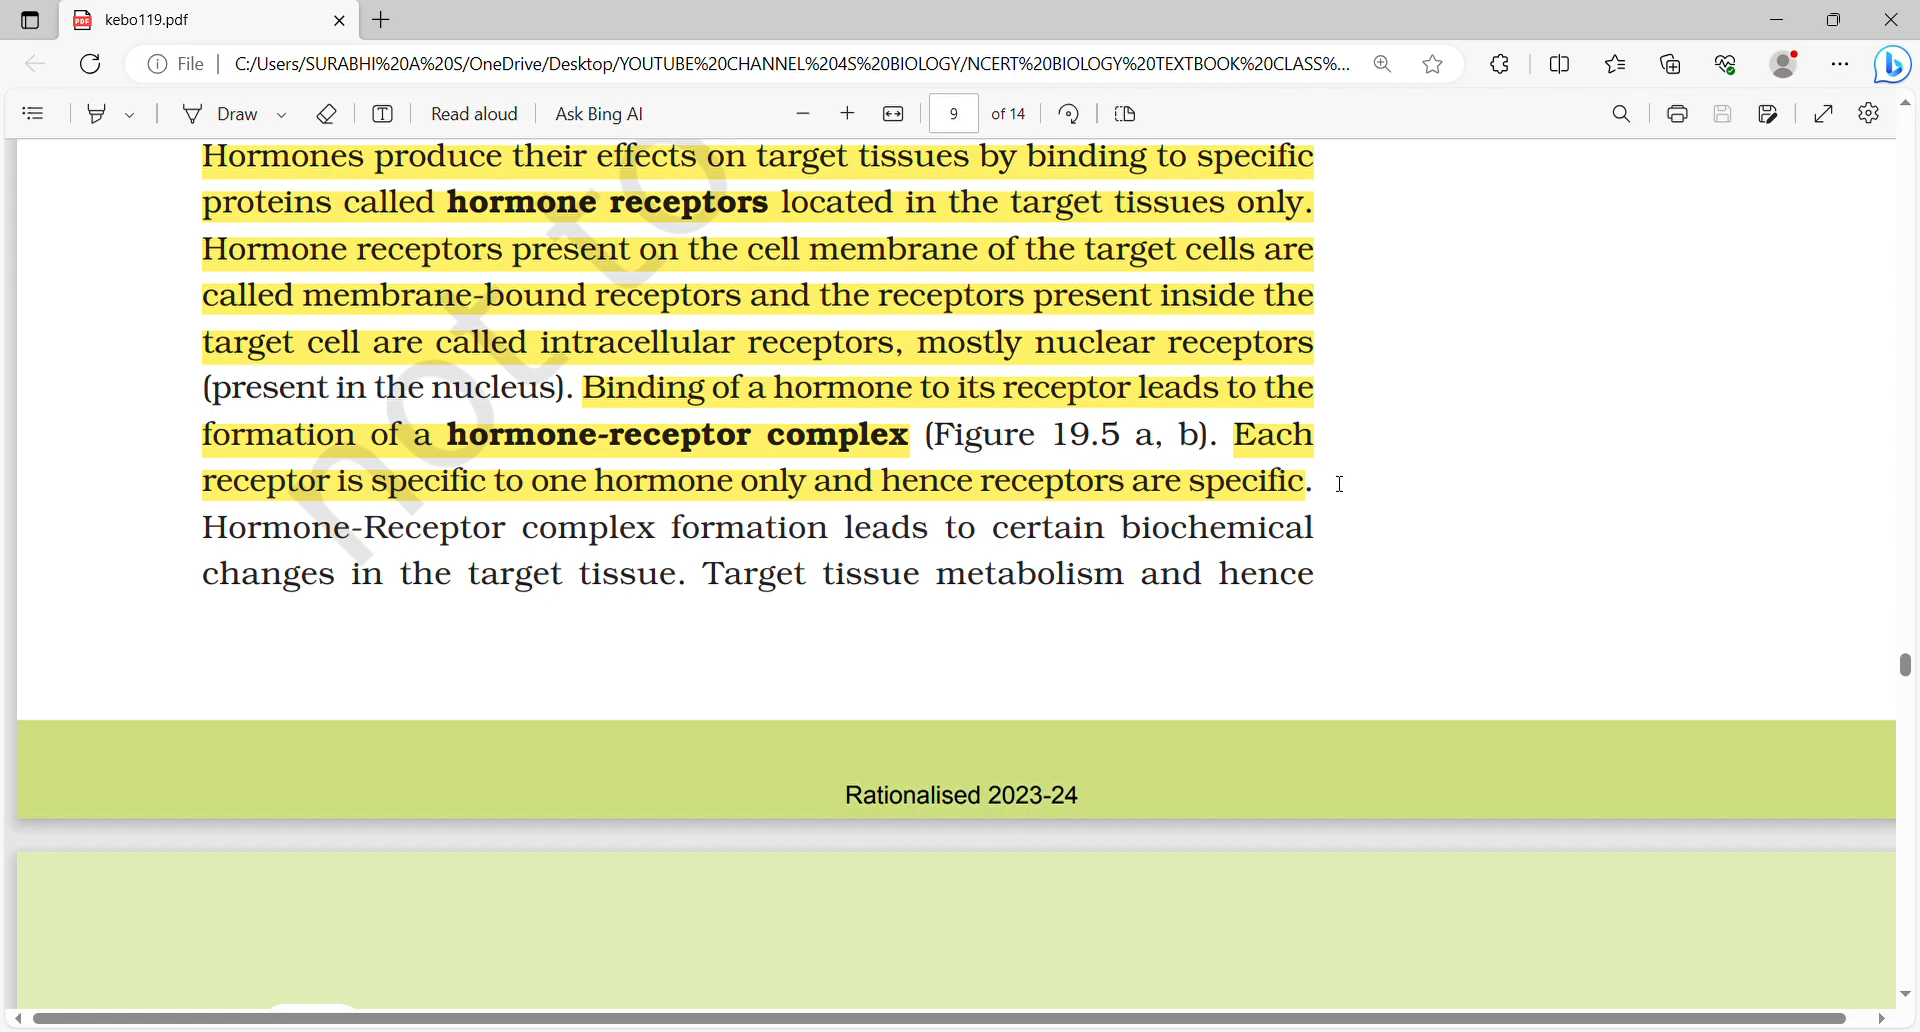 kebo119.pdf
File | C:/Users/SURABHI%20A%20S/OneDrive/Desktop/YOUTUBE%20CHANNEL%204S%20BIOLOGY/NCERT%20BIOLOGY%20TEXTBOOK%20CLASS%...
Draw Read aloud Ask Bing AI 9 of 14
Hormones produce their effects on target tissues by binding to specific
proteins called hormone receptors located in the target tissues only.
Hormone receptors present on the cell membrane of the target cells are
called membrane-bound receptors and the receptors present inside the
target cell are called intracellular receptors, mostly nuclear receptors
(present in the nucleus). Binding of a hormone to its receptor leads to the
formation of a hormone-receptor complex (Figure 19.5 a, b). Each
receptor is specific to one hormone only and hence receptors are specific.
Hormone-Receptor complex formation leads to certain biochemical
changes in the target tissue. Target tissue metabolism and hence
not to
Rationalised 2023-24